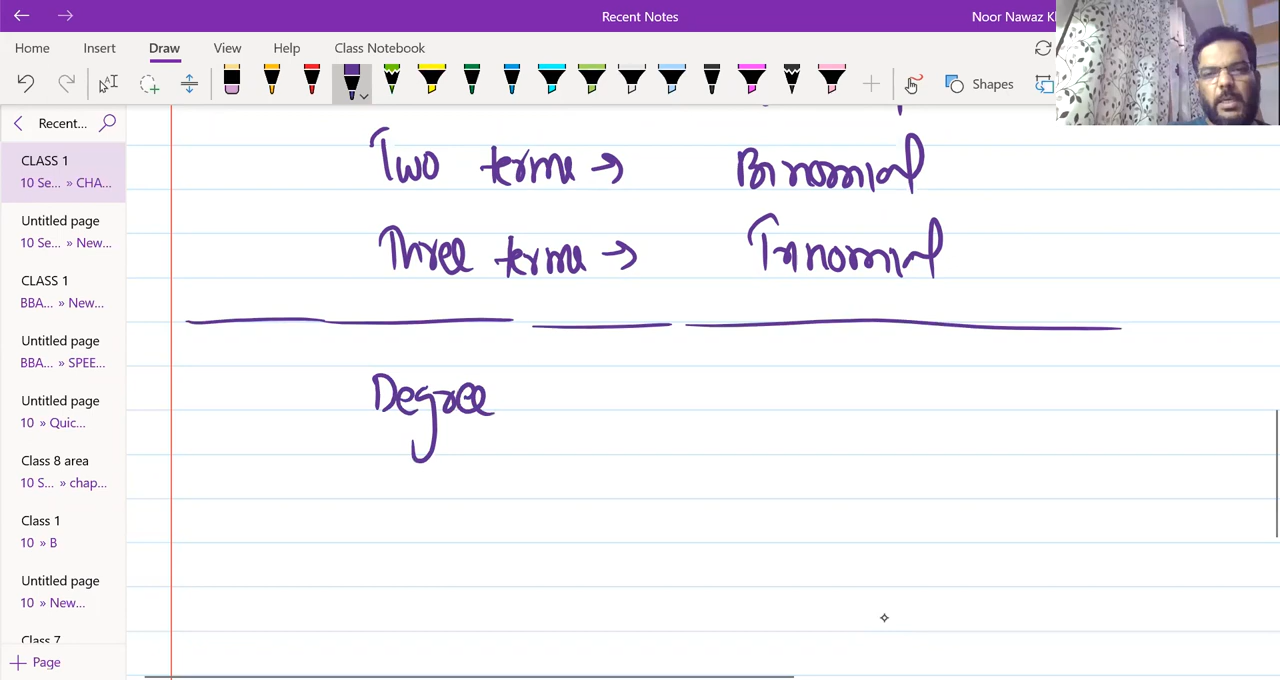 Recent Notes
Noor Nawaz Kh
Home Insert Draw View Help Class Notebook
Shapes
Recent...
CLASS 1
10 Se... » CHA...
Untitled page
10 Se... » New...
CLASS 1
BBA... » New...
Untitled page
BBA... » SPEE...
Untitled page
10 » Quic...
Class 8 area
10 S... » chap...
Class 1
10 » B
Untitled page
10 » New...
Class 7
Page
Two terms → Binomial
Three terms → Trinomial
Degree